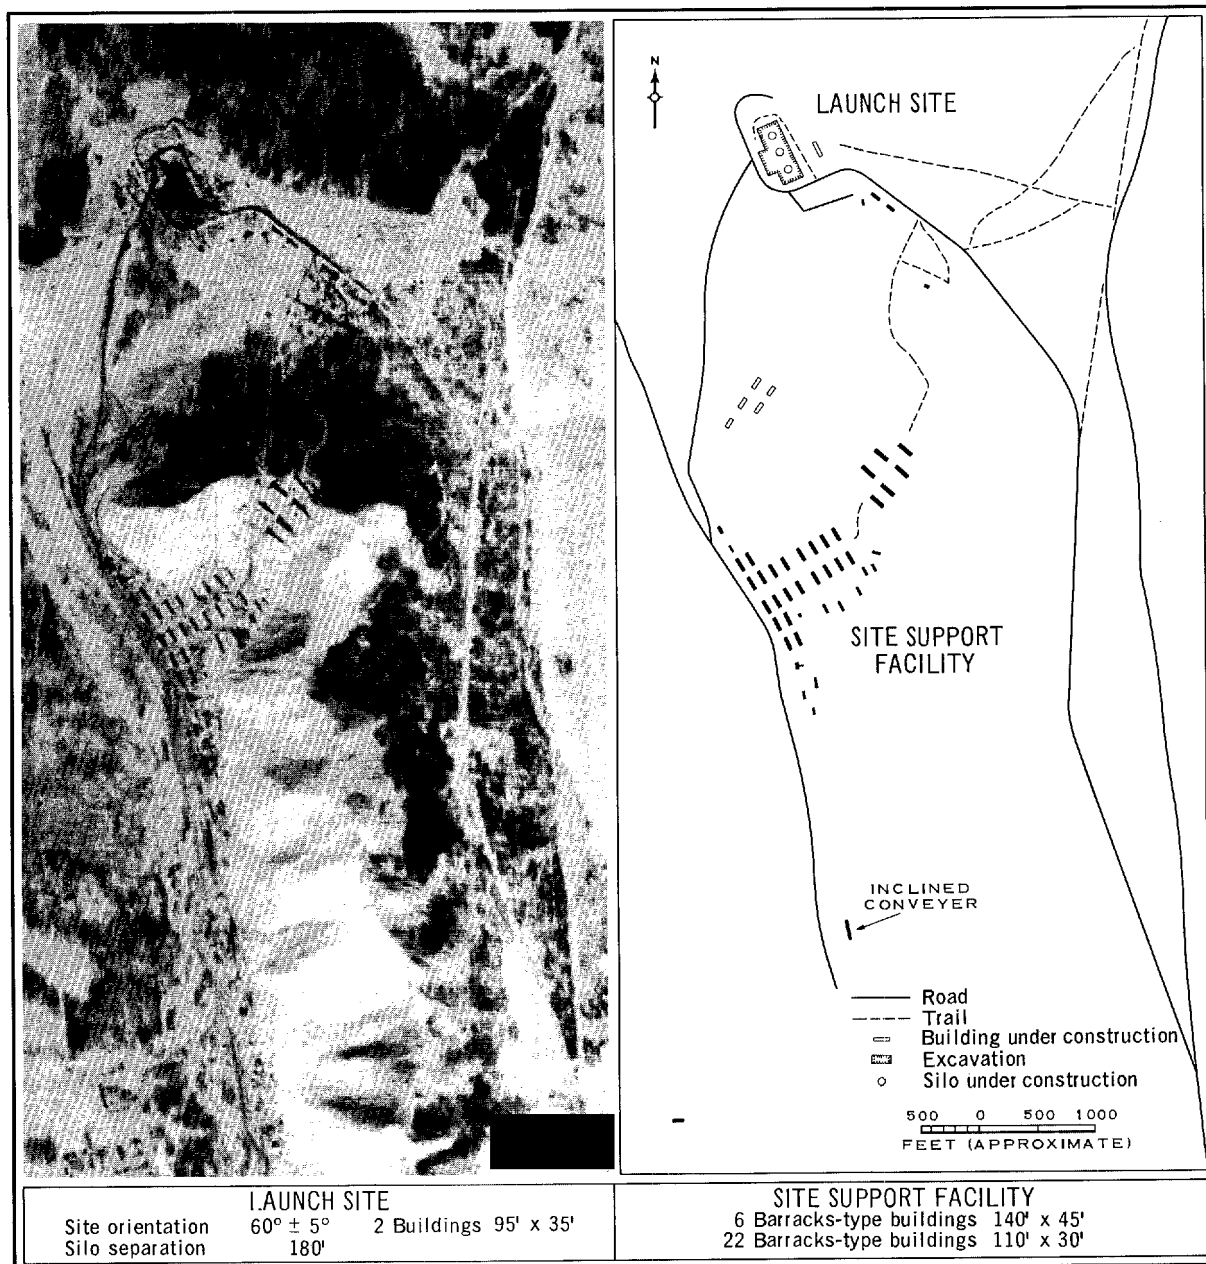 N
LAUNCH SITE
SITE SUPPORT
FACILITY
INCLINED
CONVEYER
Road
Trail
Building under construction
Excavation
Silo under construction
500 0 500 1000
FEET (APPROXIMATE)
LAUNCH SITE
Site orientation 60° ± 5° 2 Buildings 95' x 35'
Silo separation 180'
SITE SUPPORT FACILITY
6 Barracks-type buildings 140' x 45'
22 Barracks-type buildings 110' x 30'